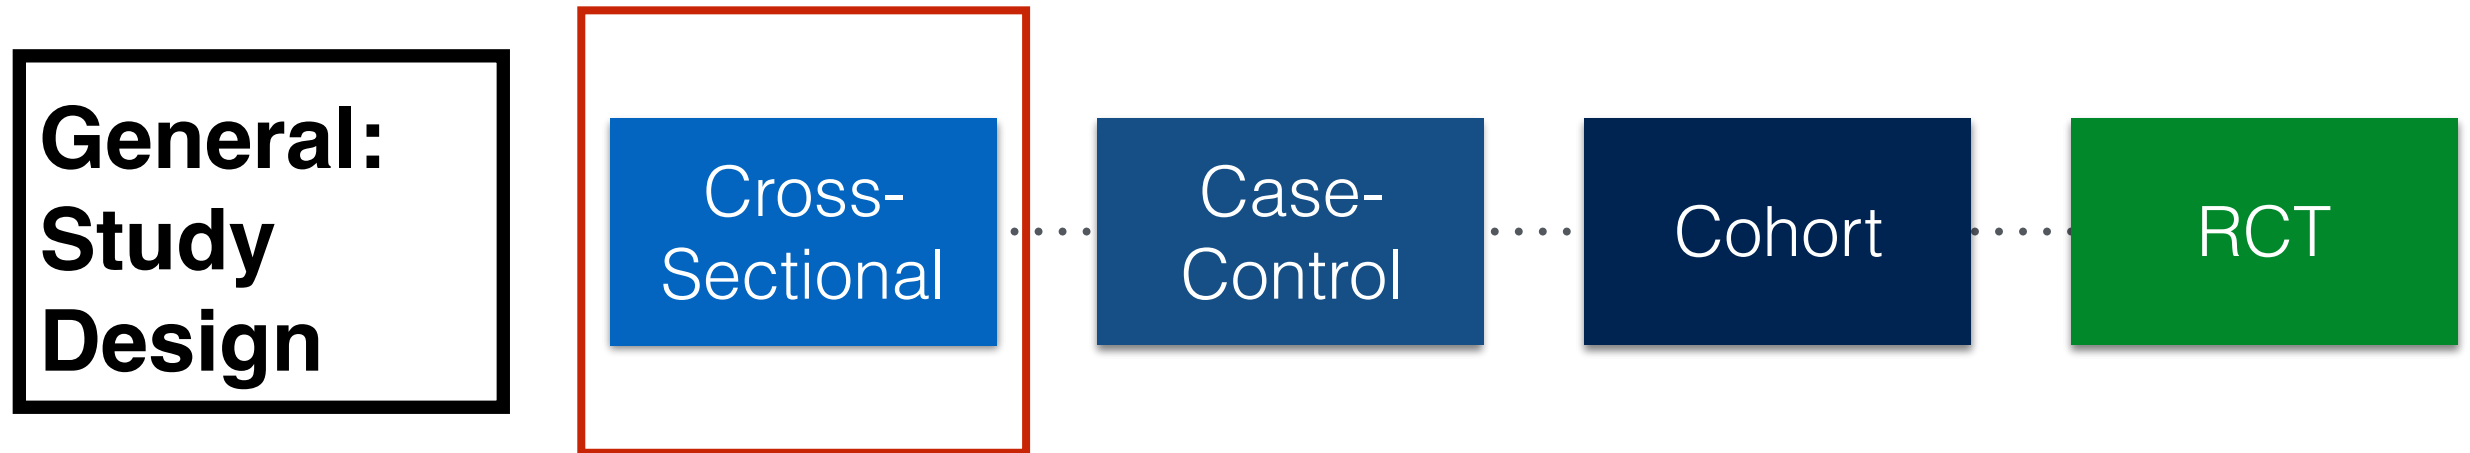 General:
Study
Design
Cross-
Sectional
Case-
Control
Cohort
RCT